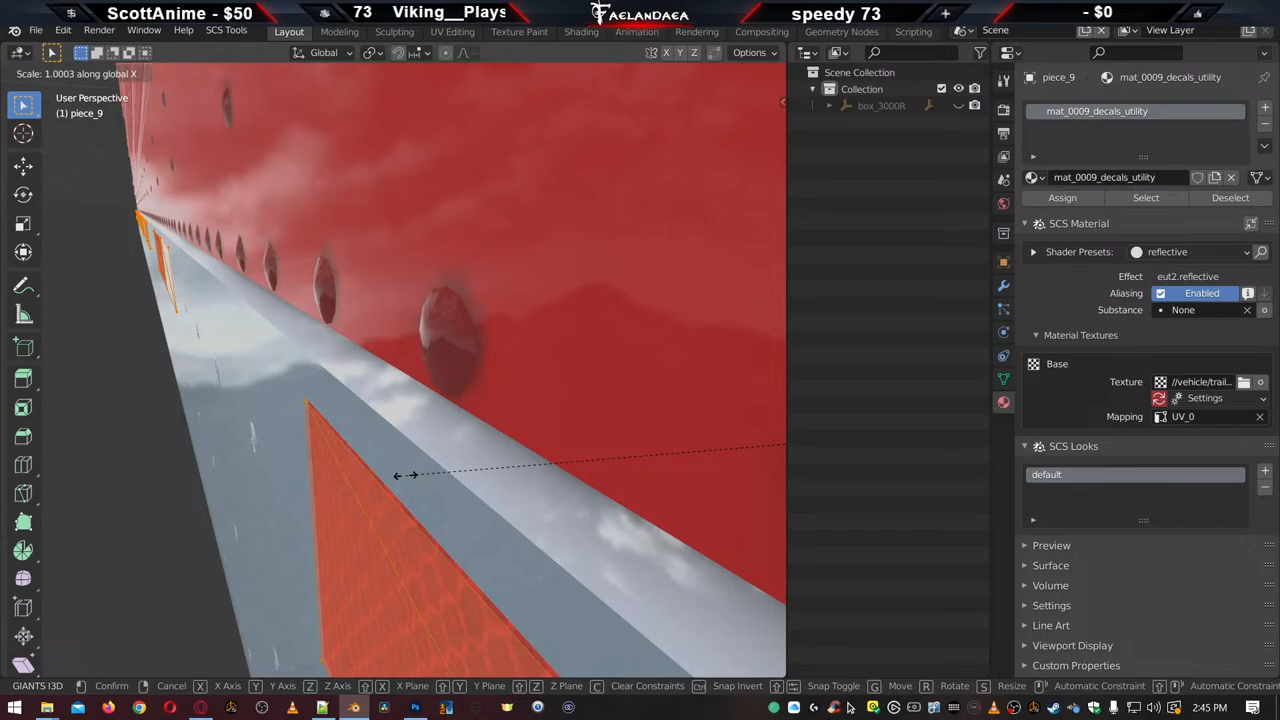 ScottAnime - $50
73 Viking__Plays
FAELANDAEA
speedy 73
- $0
File Edit Render Window Help SCS Tools
Layout Modeling Sculpting UV Editing Texture Paint Shading Animation Rendering Compositing Geometry Nodes Scripting
Scene
View Layer
Global
X Y Z
Options
Scale: 1.0003 along global X
User Perspective
(1) piece_9
Scene Collection
Collection
box_3000R
piece_9
mat_0009_decals_utility
mat_0009_decals_utility
mat_0009_decals_utility
Assign
Select
Deselect
SCS Material
Shader Presets:
reflective
Effect
eut2.reflective
Aliasing
Enabled
Substance
None
Material Textures
Base
Texture
//vehicle/trail...
Settings
Mapping
UV_0
SCS Looks
default
Preview
Surface
Volume
Settings
Line Art
Viewport Display
Custom Properties
GIANTS I3D
Confirm
Cancel
X X Axis
Y Y Axis
Z Z Axis
X X Plane
Y Y Plane
Z Z Plane
C Clear Constraints
Ctrl Snap Invert
Snap Toggle
G Move
R Rotate
S Resize
Automatic Constraint
Automatic Constraint
2:45 PM